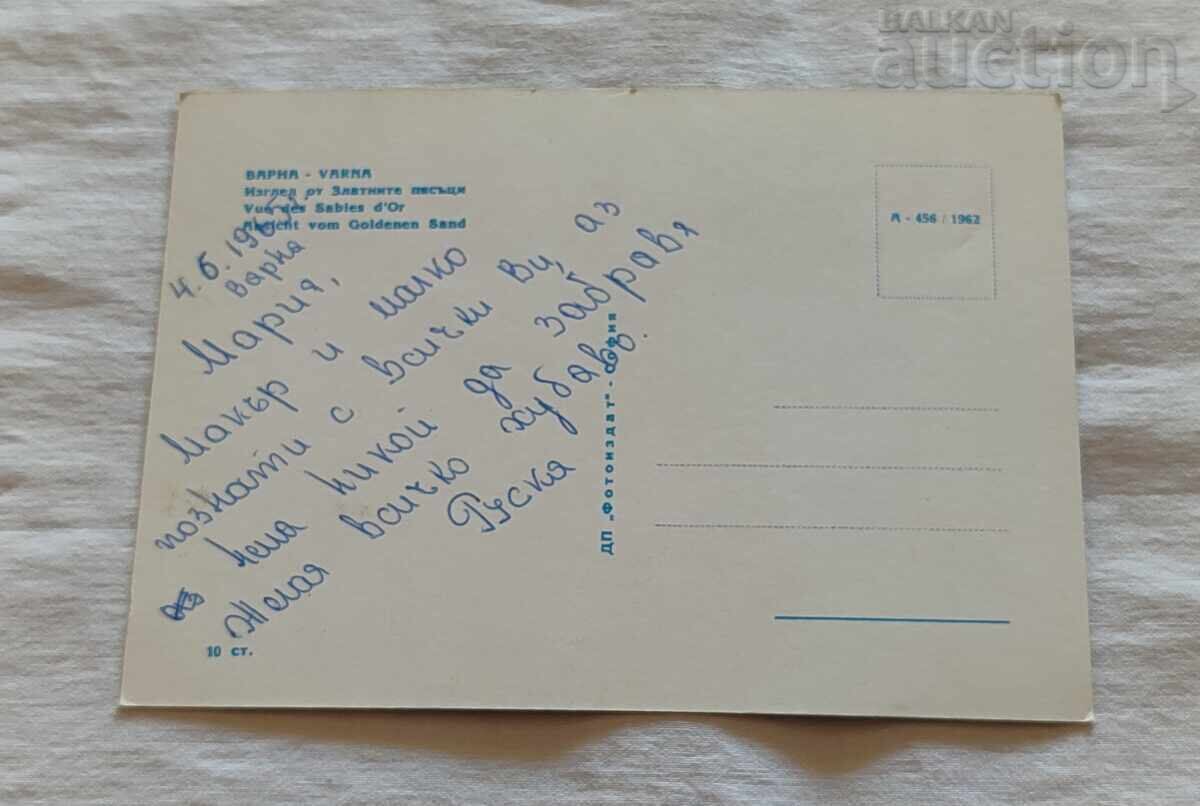 BALKAN
auction
ВАРНА - VARNA
Изглед от Златните пясъци
Vue des Sables d'Or
Ansicht vom Goldenen Sand
А - 456 / 1962
4.6.196
Варна
Мария,
Макър и малко
познати с всички Ви, аз
няма никой да забравя
Желая всичко хубаво.
Руска
ДП „Фотоиздат" - София
10 ст.